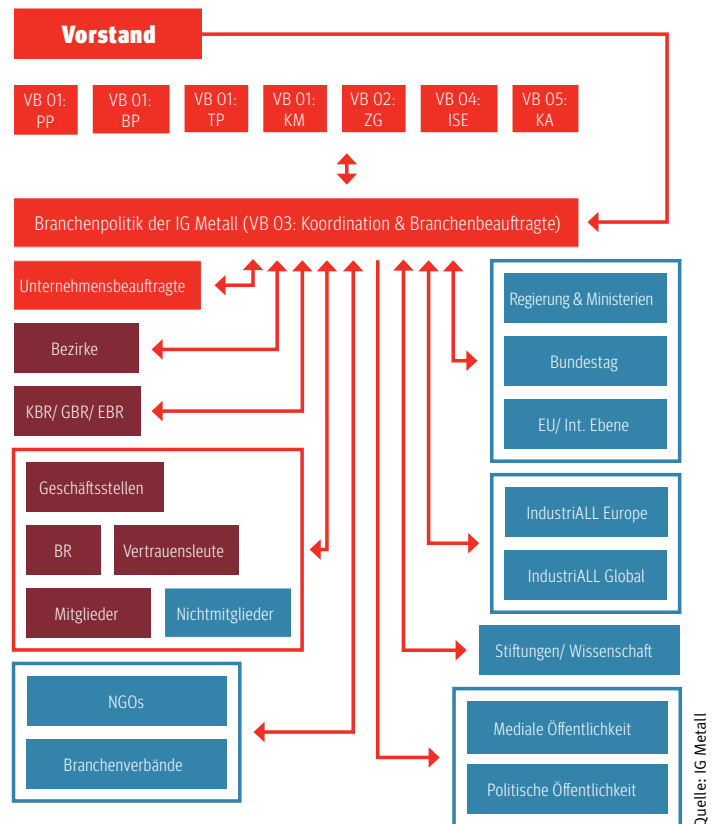 Vorstand
VB 01:
PP
VB 01:
BP
VB 01:
TP
VB 01:
KM
VB 02:
ZG
VB 04:
ISE
VB 05:
KA
Branchenpolitik der IG Metall (VB 03: Koordination & Branchenbeauftragte)
Unternehmensbeauftragte
Bezirke
KBR/ GBR/ EBR
Geschäftsstellen
BR
Vertrauensleute
Mitglieder
Nichtmitglieder
NGOs
Branchenverbände
Regierung & Ministerien
Bundestag
EU/ Int. Ebene
IndustriALL Europe
IndustriALL Global
Stiftungen/ Wissenschaft
Mediale Öffentlichkeit
Politische Öffentlichkeit
Quelle: IG Metall